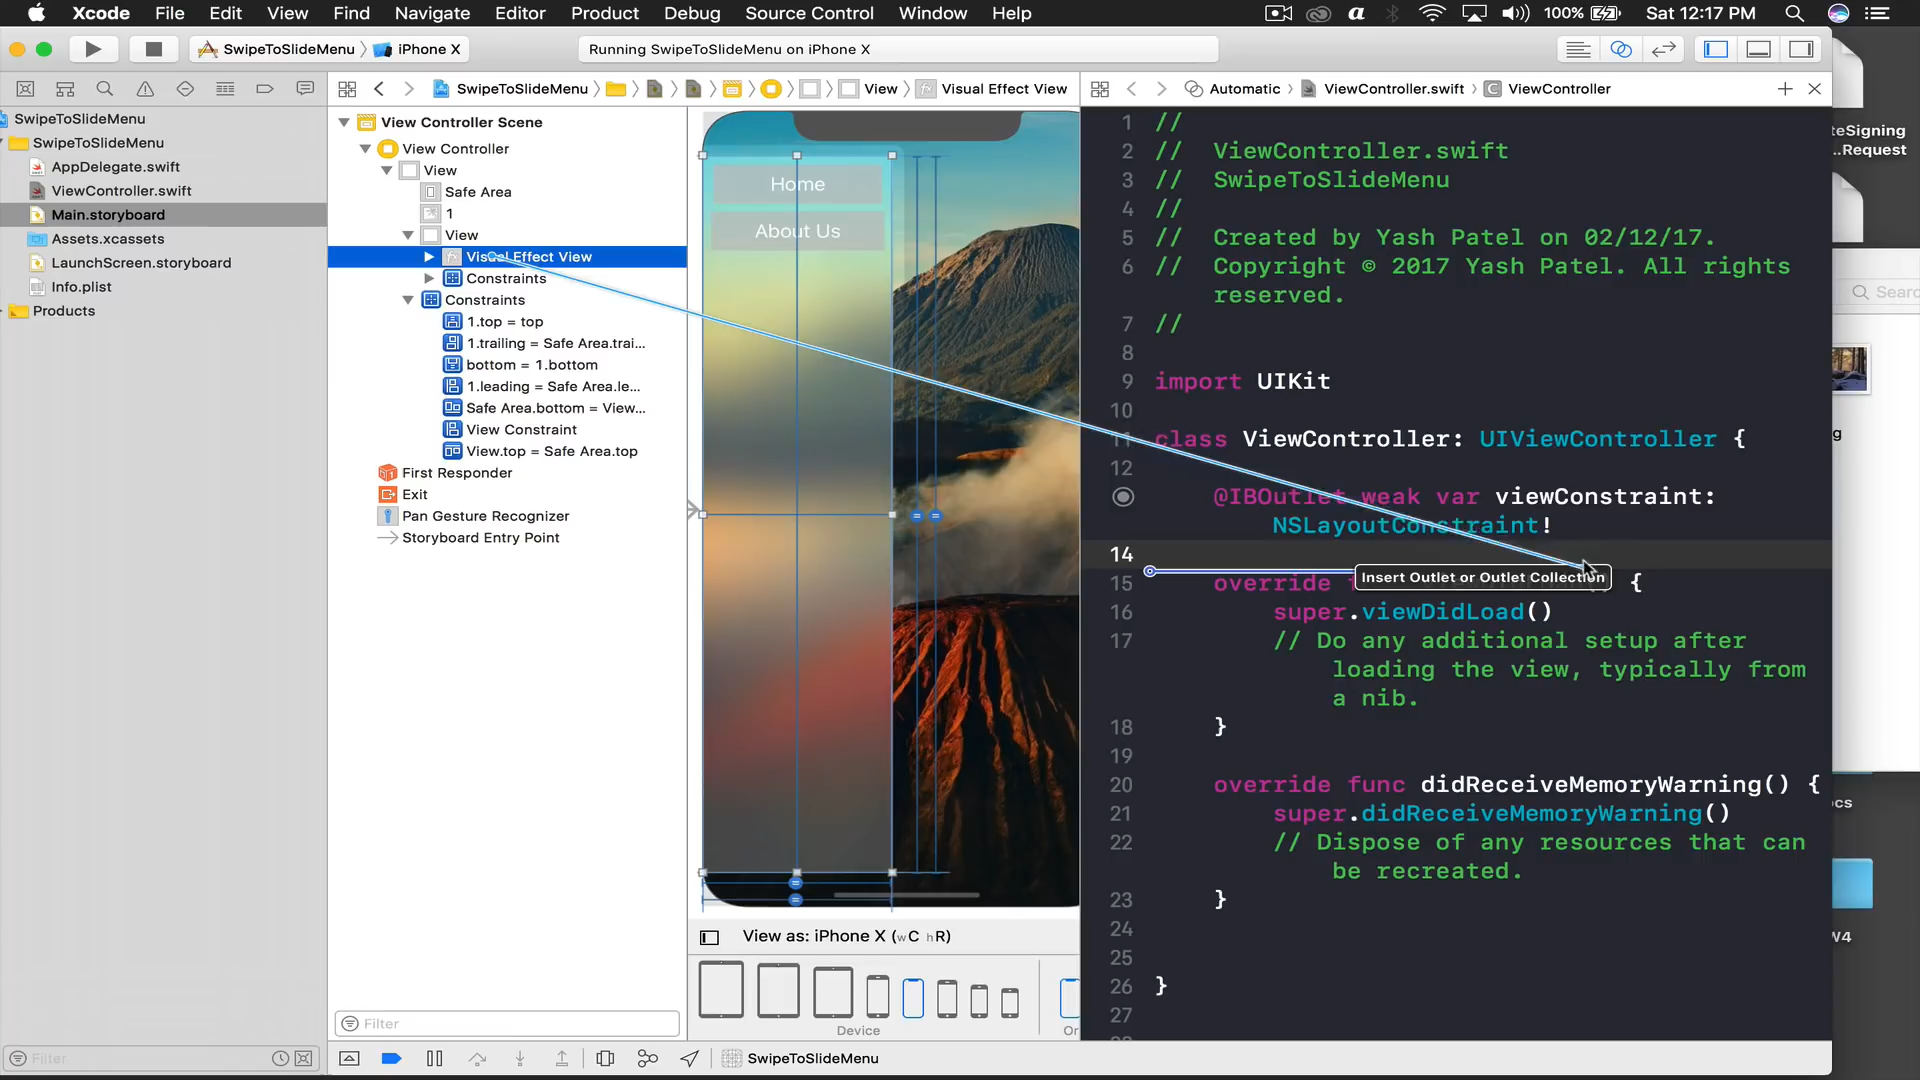 Xcode File Edit View Find Navigate Editor Product Debug Source Control Window Help 100% Sat 12:17 PM
SwipeToSlideMenu iPhone X Running SwipeToSlideMenu on iPhone X
SwipeToSlideMenu View Visual Effect View Automatic ViewController.swift C ViewController
SwipeToSlideMenu
SwipeToSlideMenu
AppDelegate.swift
ViewController.swift
Main.storyboard
Assets.xcassets
LaunchScreen.storyboard
Info.plist
Products
Filter
View Controller Scene
View Controller
View
Safe Area
1
View
Visual Effect View
Constraints
Constraints
1.top = top
1.trailing = Safe Area.trai...
bottom = 1.bottom
1.leading = Safe Area.le...
Safe Area.bottom = View...
View Constraint
View.top = Safe Area.top
First Responder
Exit
Pan Gesture Recognizer
Storyboard Entry Point
Filter
Home
About Us
View as: iPhone X (wC hR)
Device
Or
SwipeToSlideMenu
1 //
2 // ViewController.swift
3 // SwipeToSlideMenu
4 //
5 // Created by Yash Patel on 02/12/17.
6 // Copyright © 2017 Yash Patel. All rights
reserved.
7 //
8
9 import UIKit
10
11 class ViewController: UIViewController {
12
@IBOutlet weak var viewConstraint:
NSLayoutConstraint!
14
Insert Outlet or Outlet Collection
15 override {
16 super.viewDidLoad()
17 // Do any additional setup after
loading the view, typically from
a nib.
18 }
19
20 override func didReceiveMemoryWarning() {
21 super.didReceiveMemoryWarning()
22 // Dispose of any resources that can
be recreated.
23 }
24
25
26 }
27
teSigning
...Request
Searc
g
ocs
W4